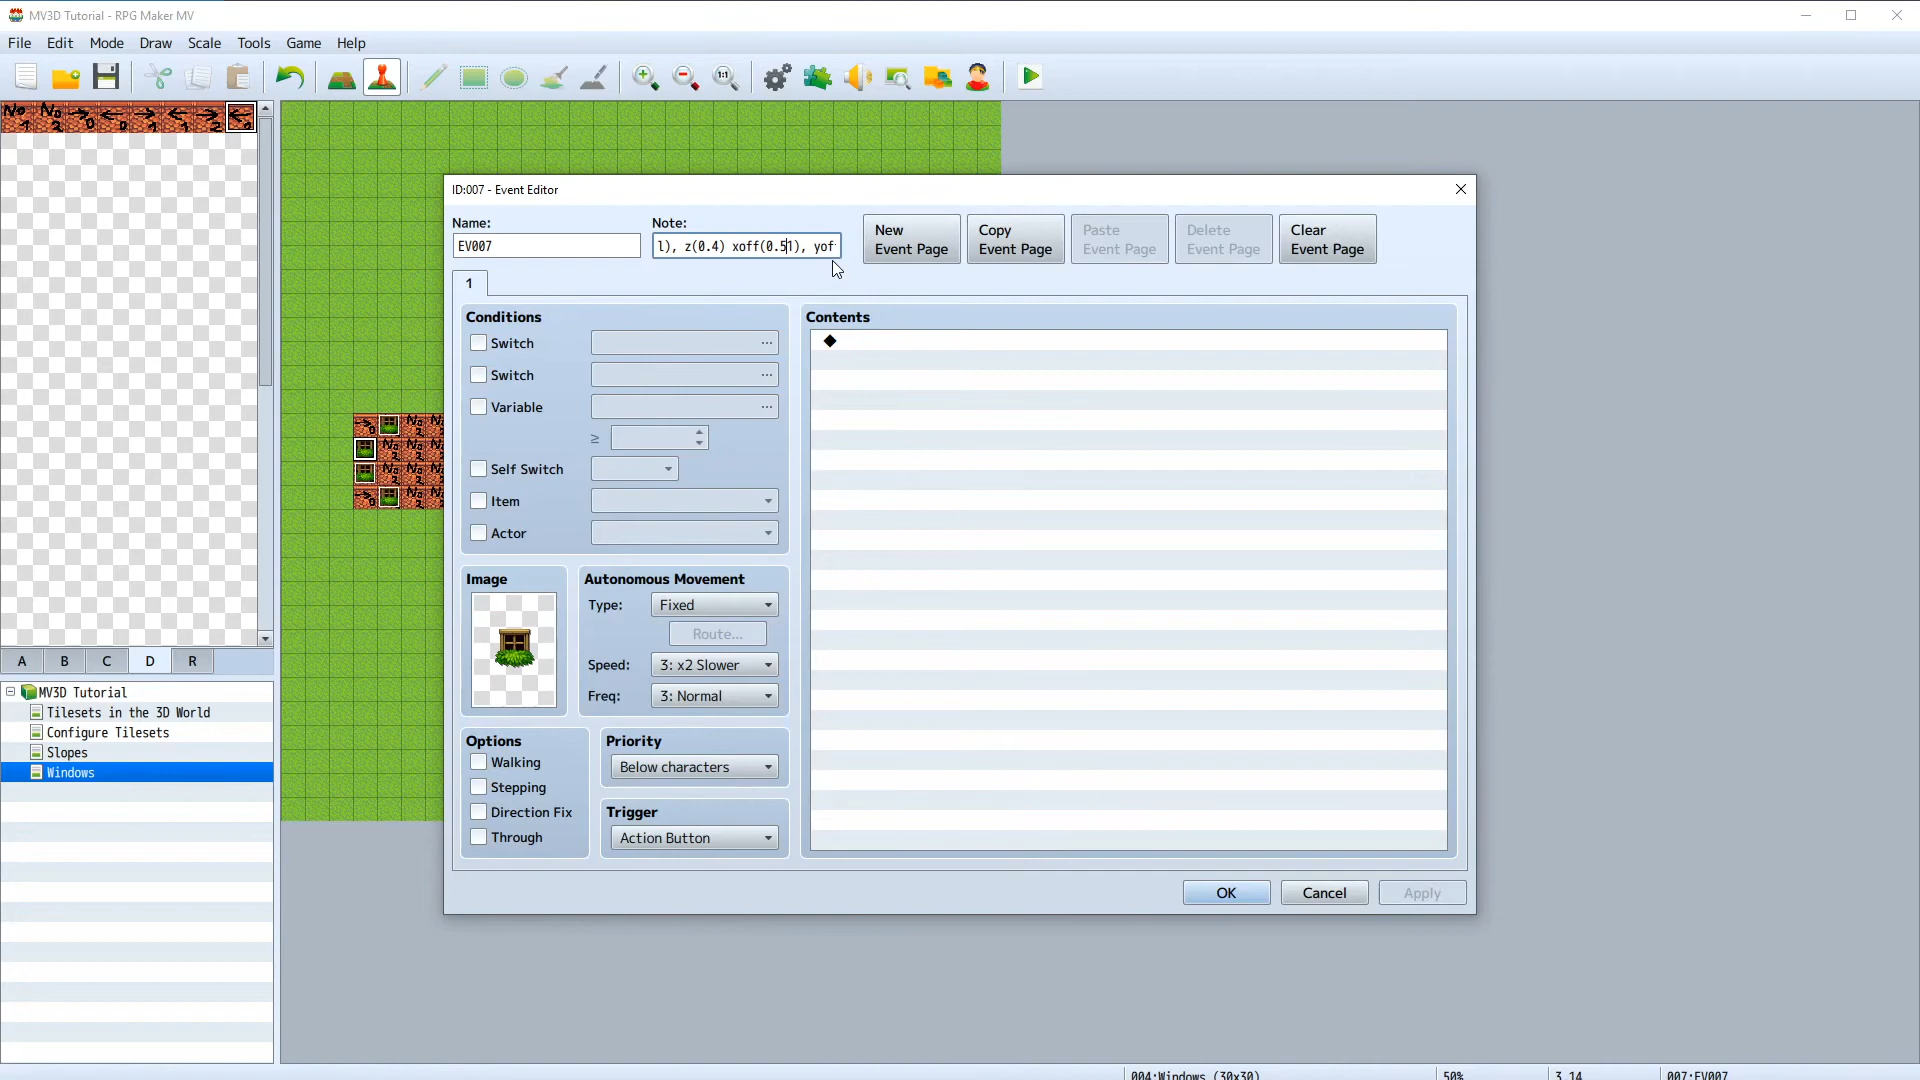 MV3D Tutorial - RPG Maker MV
File Edit Mode Draw Scale Tools Game Help
1:1
ID:007 - Event Editor
Name:
EV007
Note:
l), z(0.4) xoff(0.51), yof
New
Event Page
Copy
Event Page
Paste
Event Page
Delete
Event Page
Clear
Event Page
1
Conditions
Switch
Switch
Variable
≥
Self Switch
Item
Actor
Image
Autonomous Movement
Type: Fixed
Route...
Speed: 3: x2 Slower
Freq: 3: Normal
Options
Walking
Stepping
Direction Fix
Through
Priority
Below characters
Trigger
Action Button
Contents
OK Cancel Apply
A B C D R
MV3D Tutorial
Tilesets in the 3D World
Configure Tilesets
Slopes
Windows
004:Windows (30x30) 50% 3,14 007:EV007